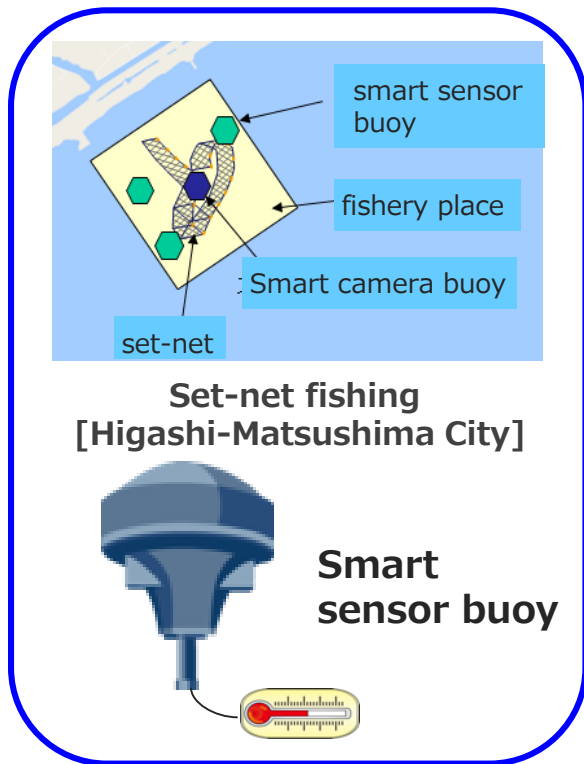 smart sensor
buoy
fishery place
Smart camera buoy
set-net
Set-net fishing
[Higashi-Matsushima City]
Smart
sensor buoy